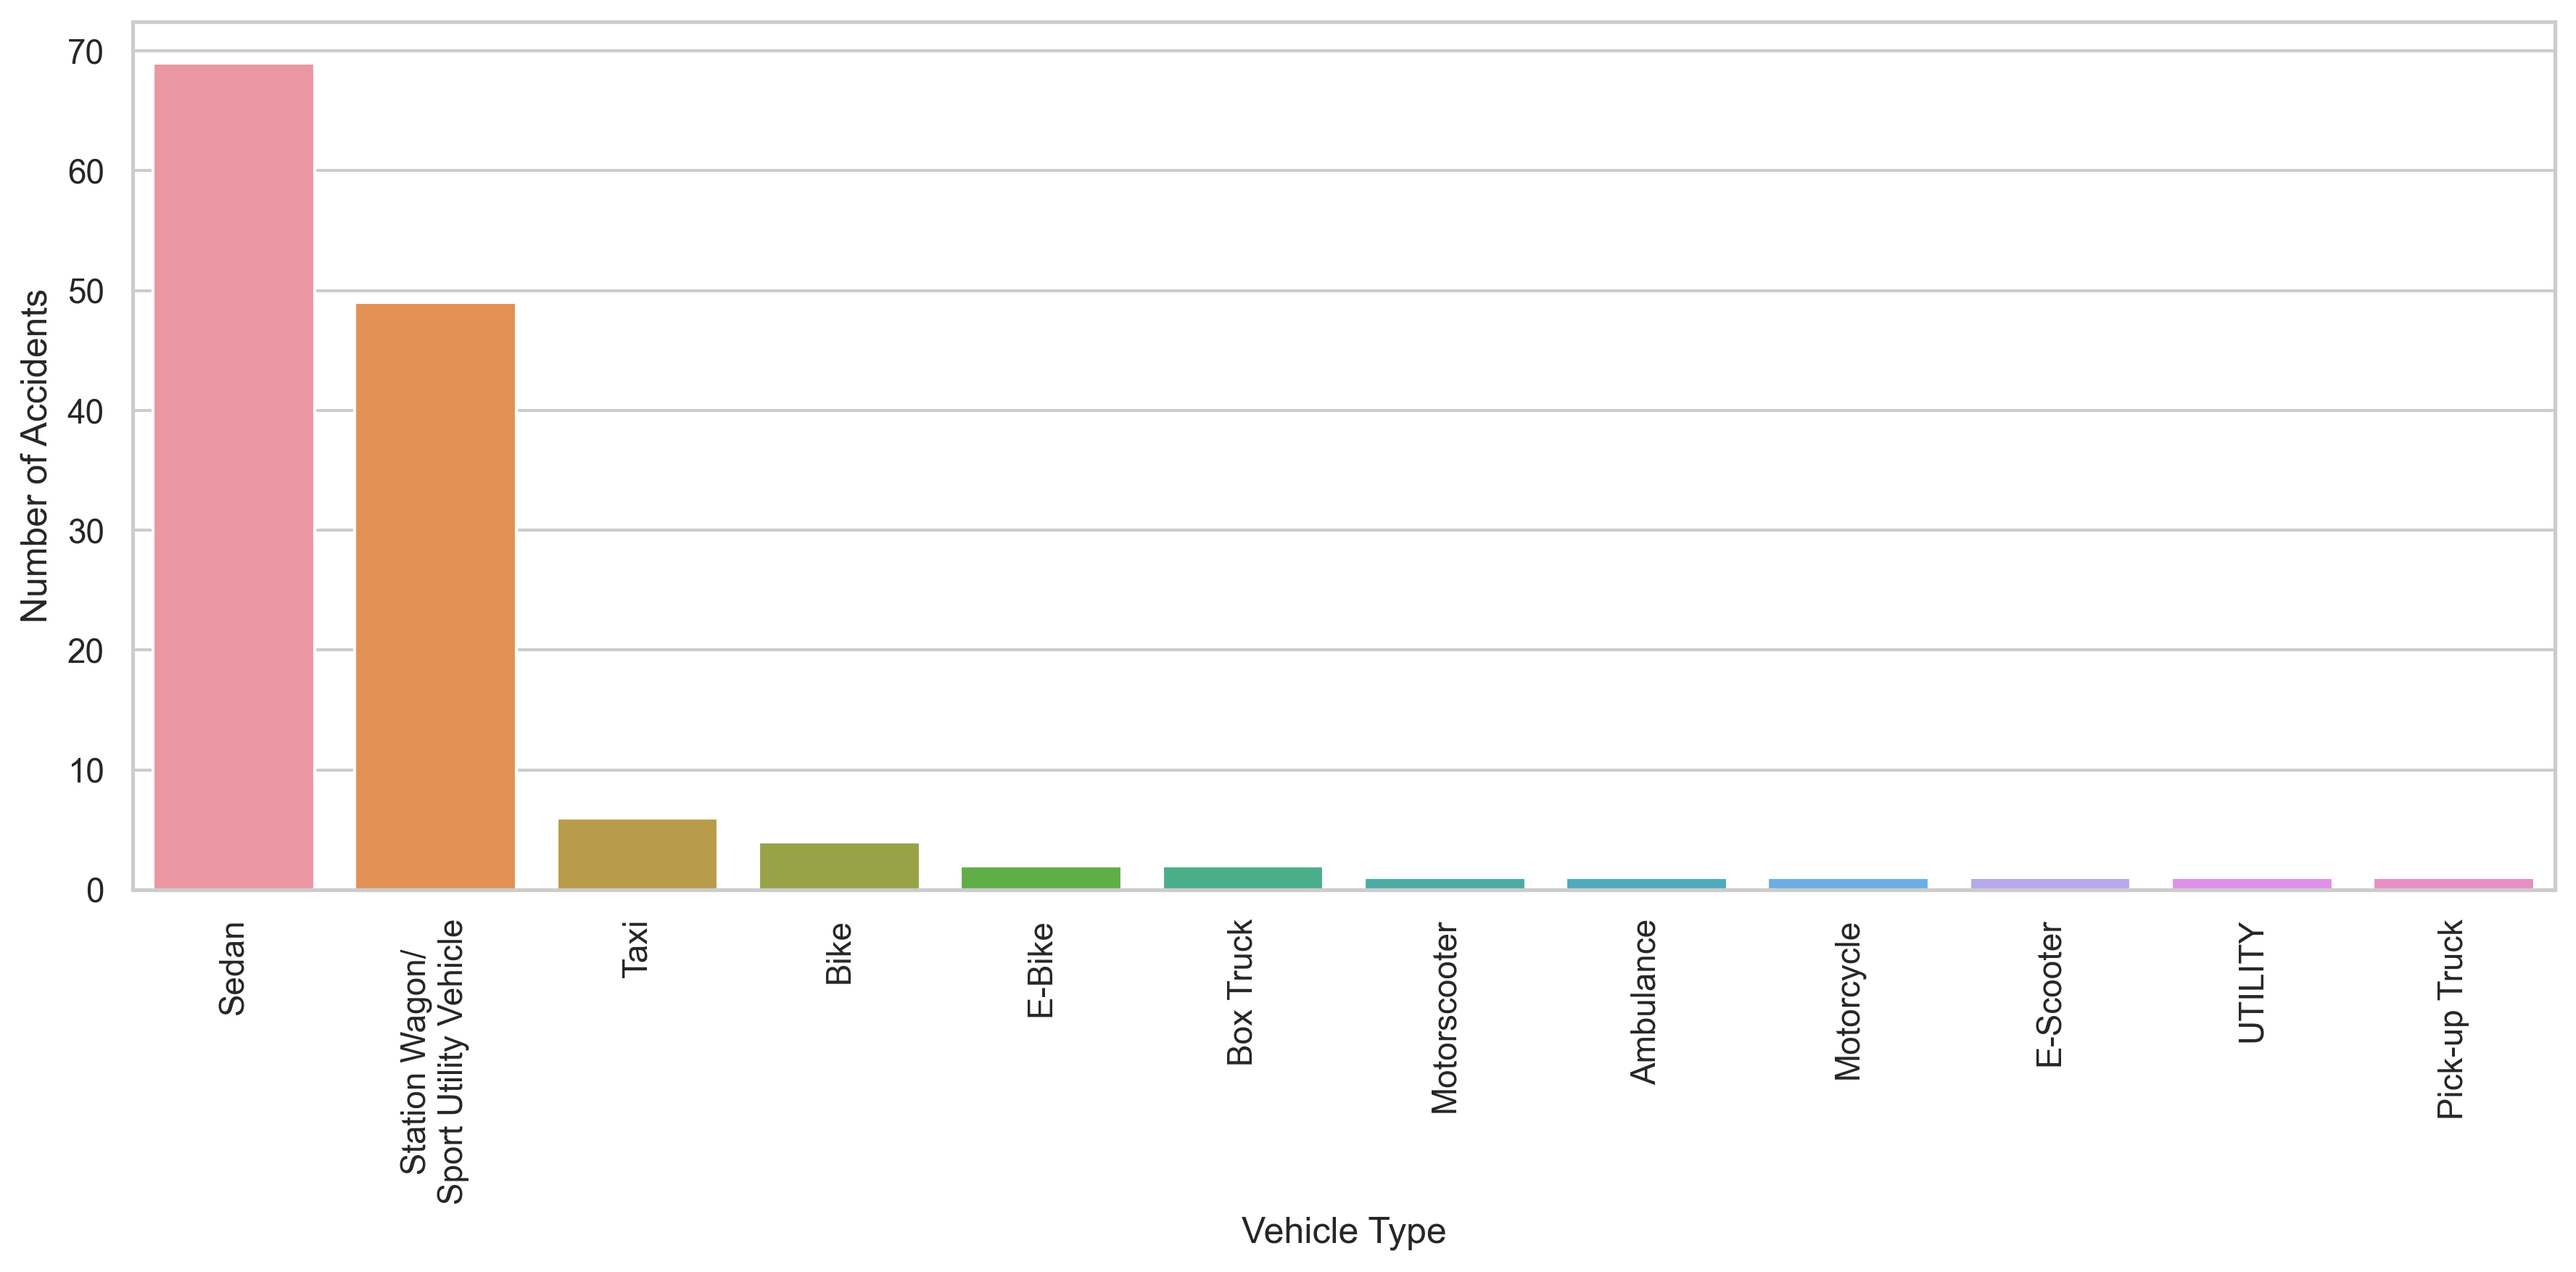 Number of Accidents
70
60
50
40
30
20
10
0
Sedan
Station Wagon/
Sport Utility Vehicle
Taxi
Bike
E-Bike
Box Truck
Motorscooter
Ambulance
Motorcycle
E-Scooter
UTILITY
Pick-up Truck
Vehicle Type